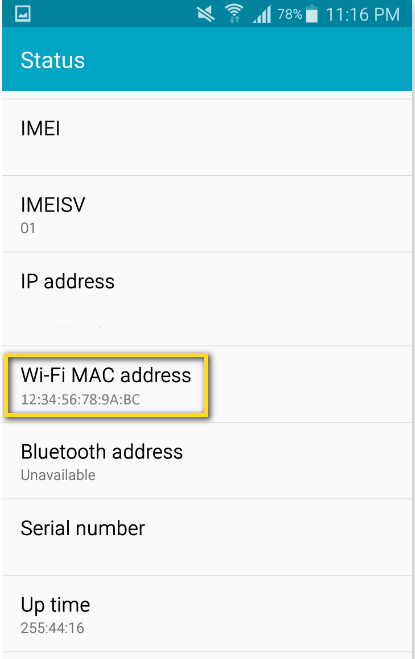 78% 11:16 PM
Status
IMEI
IMEISV
01
IP address
Wi-Fi MAC address
12:34:56:78:9A:BC
Bluetooth address
Unavailable
Serial number
Up time
255:44:16